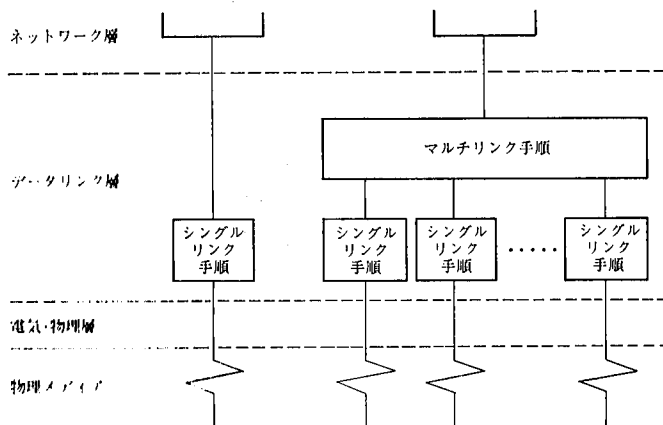 ネットワーク層
マルチリンク手順
データリンク層
シングル
リンク
手順
シングル
リンク
手順
シングル
リンク
手順
.....
シングル
リンク
手順
電気・物理層
物理メディア